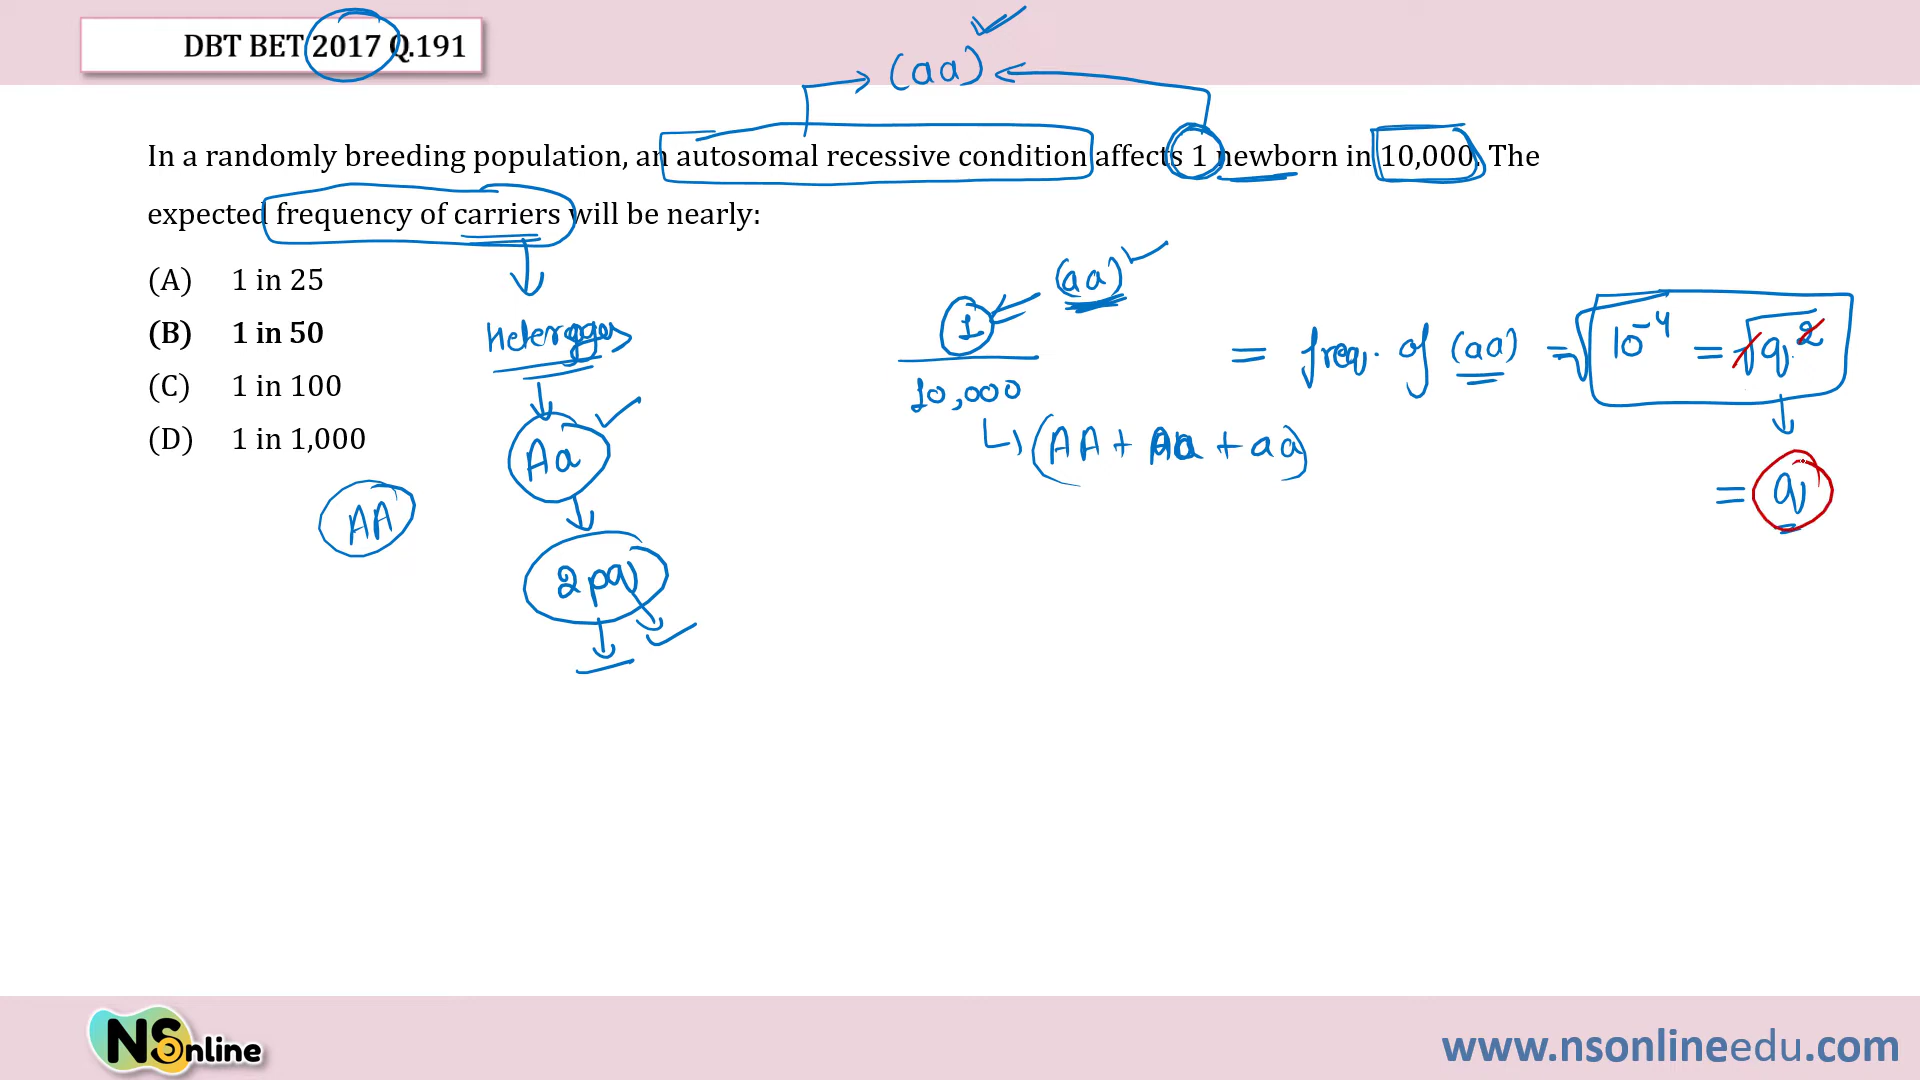 DBT BET 2017 Q.191
(aa)
In a randomly breeding population, an autosomal recessive condition affects 1 newborn in 10,000. The
expected frequency of carriers will be nearly:
(A) 1 in 25
(B) 1 in 50
(C) 1 in 100
(D) 1 in 1,000
AA
Aa
2pq
(aa)
1
10,000
(AA + Aa + aa)
= freq. of (aa) = √10⁻⁴ = √q²
= q
NS Online
www.nsonlineedu.com